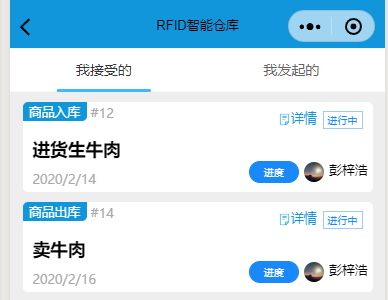 RFID智能仓库
我接受的 我发起的
商品入库 #12
详情 进行中
进货生牛肉
2020/2/14 进度 彭梓浩
商品出库 #14
详情 进行中
卖牛肉
2020/2/16 进度 彭梓浩